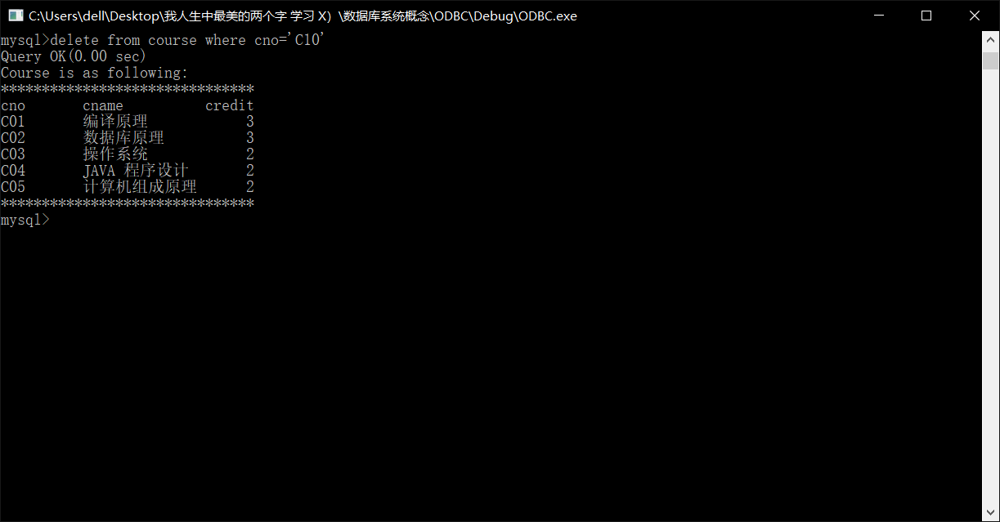 C:\Users\dell\Desktop\我人生中最美的两个字 学习 X）\数据库系统概念\ODBC\Debug\ODBC.exe
mysql>delete from course where cno='C10'
Query OK(0.00 sec)
Course is as following:
*******************************
cno cname credit
C01 编译原理 3
C02 数据库原理 3
C03 操作系统 2
C04 JAVA 程序设计 2
C05 计算机组成原理 2
*******************************
mysql>